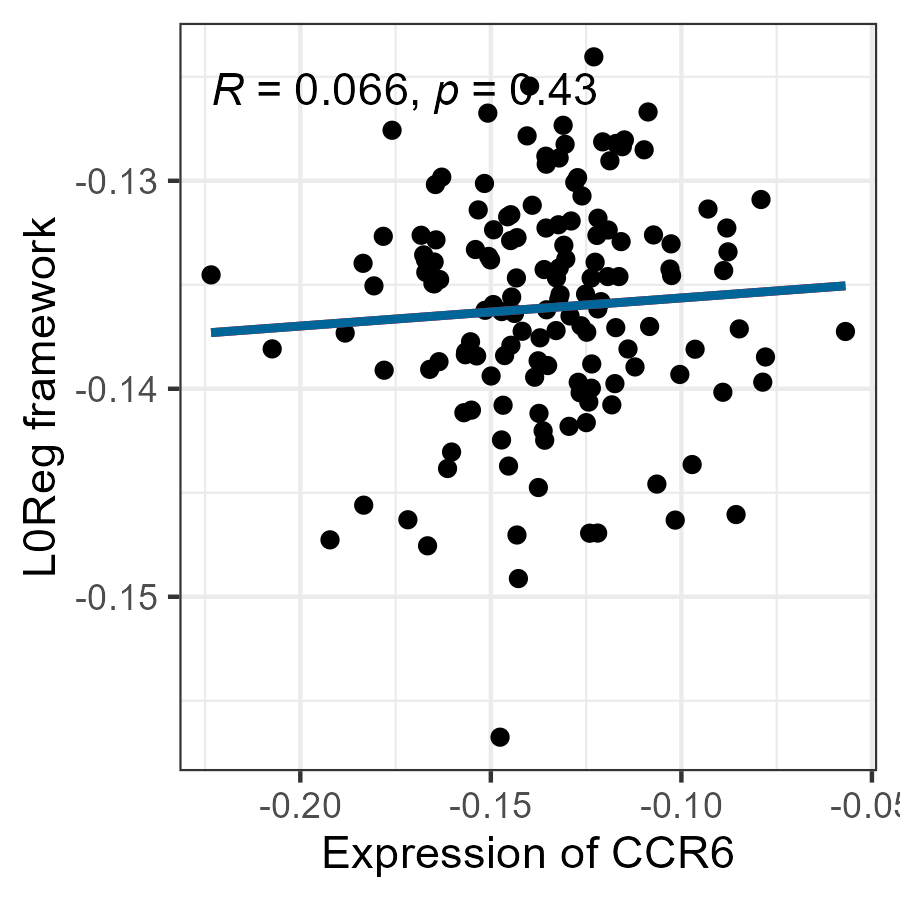 R = 0.066, p = 0.43
-0.13
-0.14
-0.15
L0Reg framework
-0.20 -0.15 -0.10 -0.05
Expression of CCR6